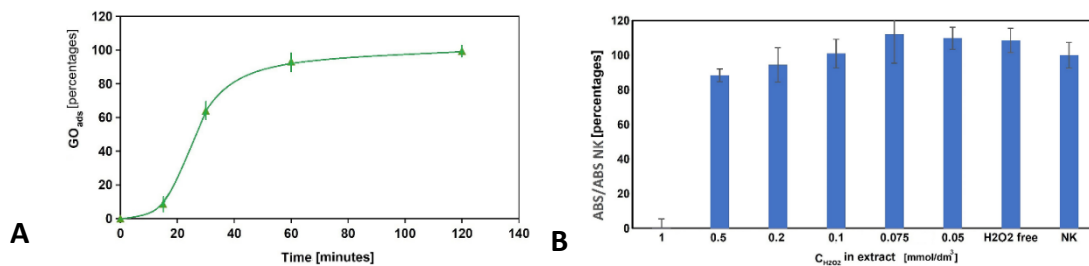 120
100
80
60
40
20
0
GOads [percentages]
0 20 40 60 80 100 120 140
Time [minutes]
A
120
100
80
60
40
20
0
ABS/ABS NK [percentages]
1 0.5 0.2 0.1 0.075 0.05 H2O2 free NK
CH2O2 in extract [mmol/dm3]
B